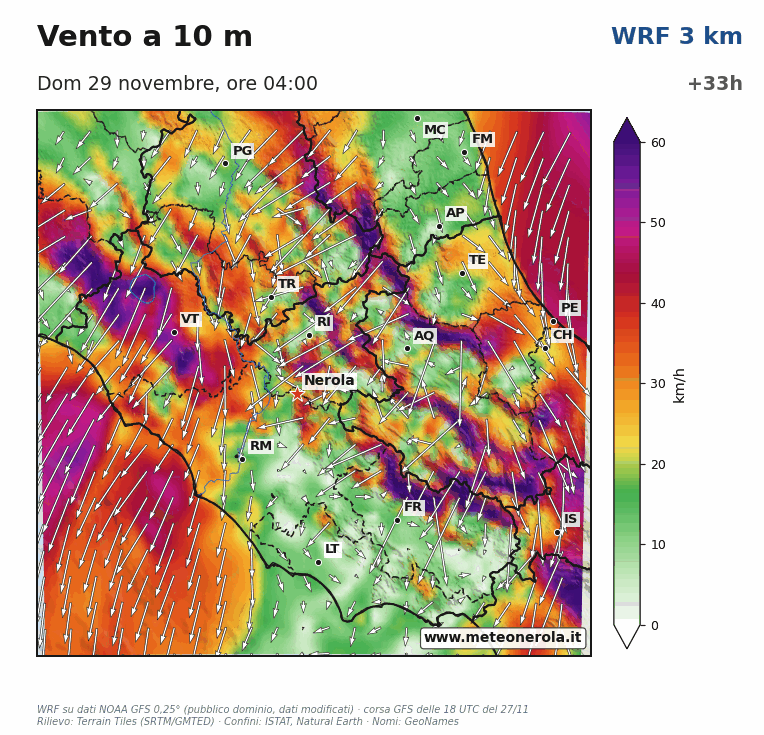 Vento a 10 m
WRF 3 km
Dom 29 novembre, ore 04:00
+33h
MC
FM
PG
AP
TE
TR
PE
VT
RI
CH
AQ
Nerola
RM
FR
IS
LT
www.meteonerola.it
60
50
40
30
20
10
0
km/h
WRF su dati NOAA GFS 0,25° (pubblico dominio, dati modificati) · corsa GFS delle 18 UTC del 27/11
Rilievo: Terrain Tiles (SRTM/GMTED) · Confini: ISTAT, Natural Earth · Nomi: GeoNames